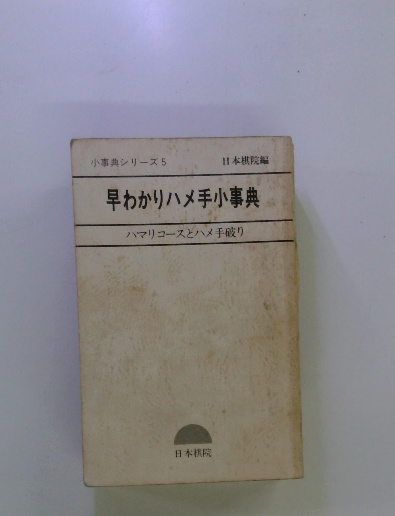 小事典シリーズ5 日本棋院編
早わかりハメ手小事典
ハマリコースとハメ手破り
日本棋院